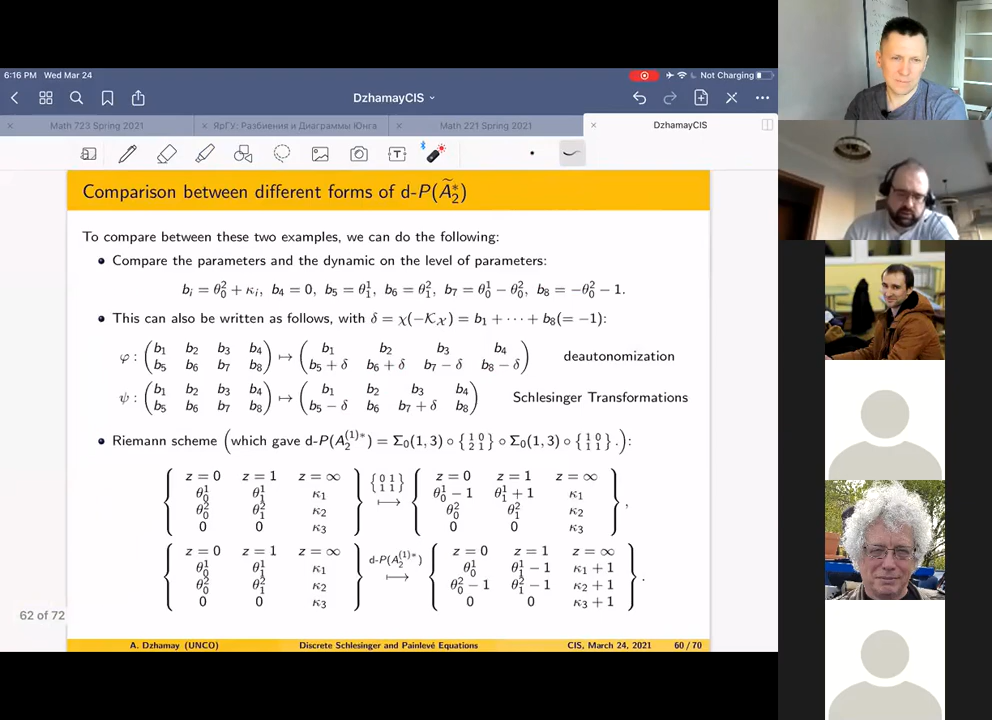 6:16 PM Wed Mar 24
Not Charging
DzhamayCIS
Math 723 Spring 2021
ЯрГУ: Разбиения и Диаграммы Юнга
Math 221 Spring 2021
DzhamayCIS
Comparison between different forms of d-P(Ã₂*)
To compare between these two examples, we can do the following:
• Compare the parameters and the dynamic on the level of parameters:
bᵢ = θ₀² + κᵢ, b₄ = 0, b₅ = θ₁¹, b₆ = θ₁², b₇ = θ₀¹ − θ₀², b₈ = −θ₀² − 1.
• This can also be written as follows, with δ = χ(−𝒦_𝒳) = b₁ + ⋯ + b₈(= −1):
φ : (b₁ b₂ b₃ b₄ ↦ (b₁ b₂ b₃ b₄
b₅ b₆ b₇ b₈) b₅ + δ b₆ + δ b₇ − δ b₈ − δ) deautonomization
ψ : (b₁ b₂ b₃ b₄ ↦ (b₁ b₂ b₃ b₄
b₅ b₆ b₇ b₈) b₅ − δ b₆ b₇ + δ b₈) Schlesinger Transformations
• Riemann scheme (which gave d-P(A₂⁽¹⁾*) = Σ₀(1, 3) ∘ {1 0 / 2 1} ∘ Σ₀(1, 3) ∘ {1 0 / 1 1}.):
{ z = 0 z = 1 z = ∞ } {0 1 / 1 1} ↦ { z = 0 z = 1 z = ∞ }
θ₀¹ θ₁¹ κ₁ θ₀¹ − 1 θ₁¹ + 1 κ₁
θ₀² θ₁² κ₂ θ₀² θ₁² κ₂
0 0 κ₃ 0 0 κ₃ ,
{ z = 0 z = 1 z = ∞ } d-P(A₂⁽¹⁾*) ↦ { z = 0 z = 1 z = ∞ }
θ₀¹ θ₁¹ κ₁ θ₀¹ θ₁¹ − 1 κ₁ + 1
θ₀² θ₁² κ₂ θ₀² − 1 θ₁² − 1 κ₂ + 1
0 0 κ₃ 0 0 κ₃ + 1 .
62 of 72
A. Dzhamay (UNCO) Discrete Schlesinger and Painlevé Equations CIS, March 24, 2021 60 / 70